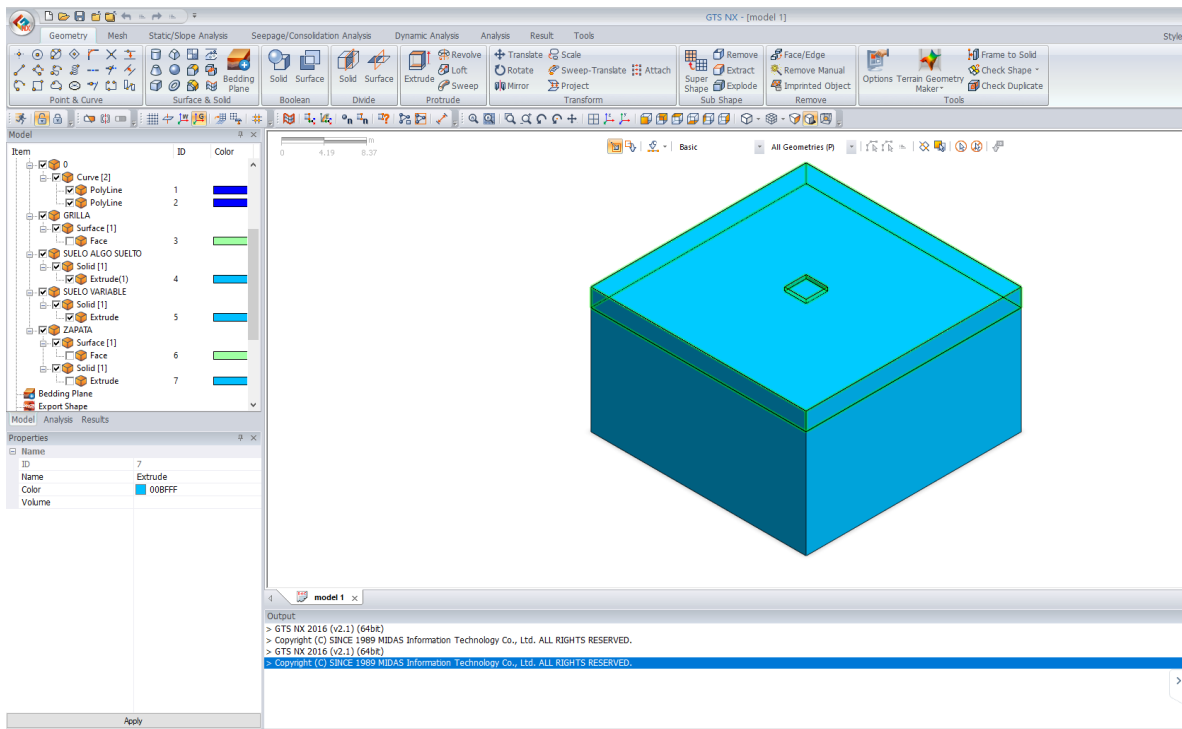 GTS NX - [model 1]
Geometry Mesh Static/Slope Analysis Seepage/Consolidation Analysis Dynamic Analysis Analysis Result Tools Style
Bedding Plane
Solid Surface
Solid Surface
Extrude
Revolve
Loft
Sweep
Translate
Scale
Rotate
Sweep-Translate
Attach
Mirror
Project
Super Shape
Remove
Extract
Explode
Face/Edge
Remove Manual
Imprinted Object
Options
Terrain Geometry Maker
Frame to Solid
Check Shape
Check Duplicate
Point & Curve Surface & Solid Boolean Divide Protrude Transform Sub Shape Remove Tools
Model
Item ID Color
0
Curve [2]
PolyLine 1
PolyLine 2
GRILLA
Surface [1]
Face 3
SUELO ALGO SUELTO
Solid [1]
Extrude(1) 4
SUELO VARIABLE
Solid [1]
Extrude 5
ZAPATA
Surface [1]
Face 6
Solid [1]
Extrude 7
Bedding Plane
Export Shape
Model Analysis Results
Properties
Name
ID 7
Name Extrude
Color 00BFFF
Volume
Apply
m
0 4.19 8.37
Basic
All Geometries (P)
model 1
Output
> GTS NX 2016 (v2.1) (64bit)
> Copyright (C) SINCE 1989 MIDAS Information Technology Co., Ltd. ALL RIGHTS RESERVED.
> GTS NX 2016 (v2.1) (64bit)
> Copyright (C) SINCE 1989 MIDAS Information Technology Co., Ltd. ALL RIGHTS RESERVED.